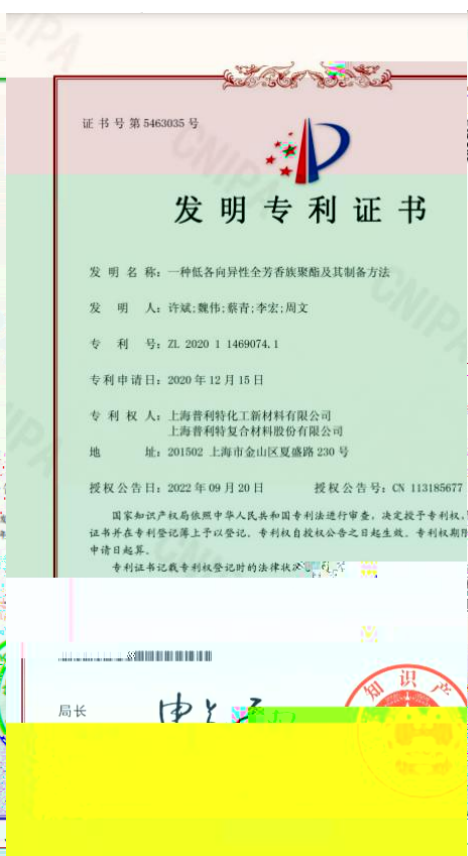 证书号第5463035号
发明专利证书
发 明 名 称：一种低各向异性全芳香族聚酯及其制备方法
发 明 人：许斌;魏伟;蔡青;李宏;周文
专 利 号：ZL 2020 1 1469074.1
专利申请日：2020年12月15日
专 利 权 人：上海普利特化工新材料有限公司
上海普利特复合材料股份有限公司
地 址：201502 上海市金山区夏盛路230号
授权公告日：2022年09月20日 授权公告号：CN 113185677
国家知识产权局依照中华人民共和国专利法进行审查，决定授予专利权，
证书并在专利登记簿上予以登记。专利权自授权公告之日起生效。专利权期
申请日起算。
专利证书记载专利权登记时的法律状
局长
知 识 产
CNIPA
CNIPA
CNIPA